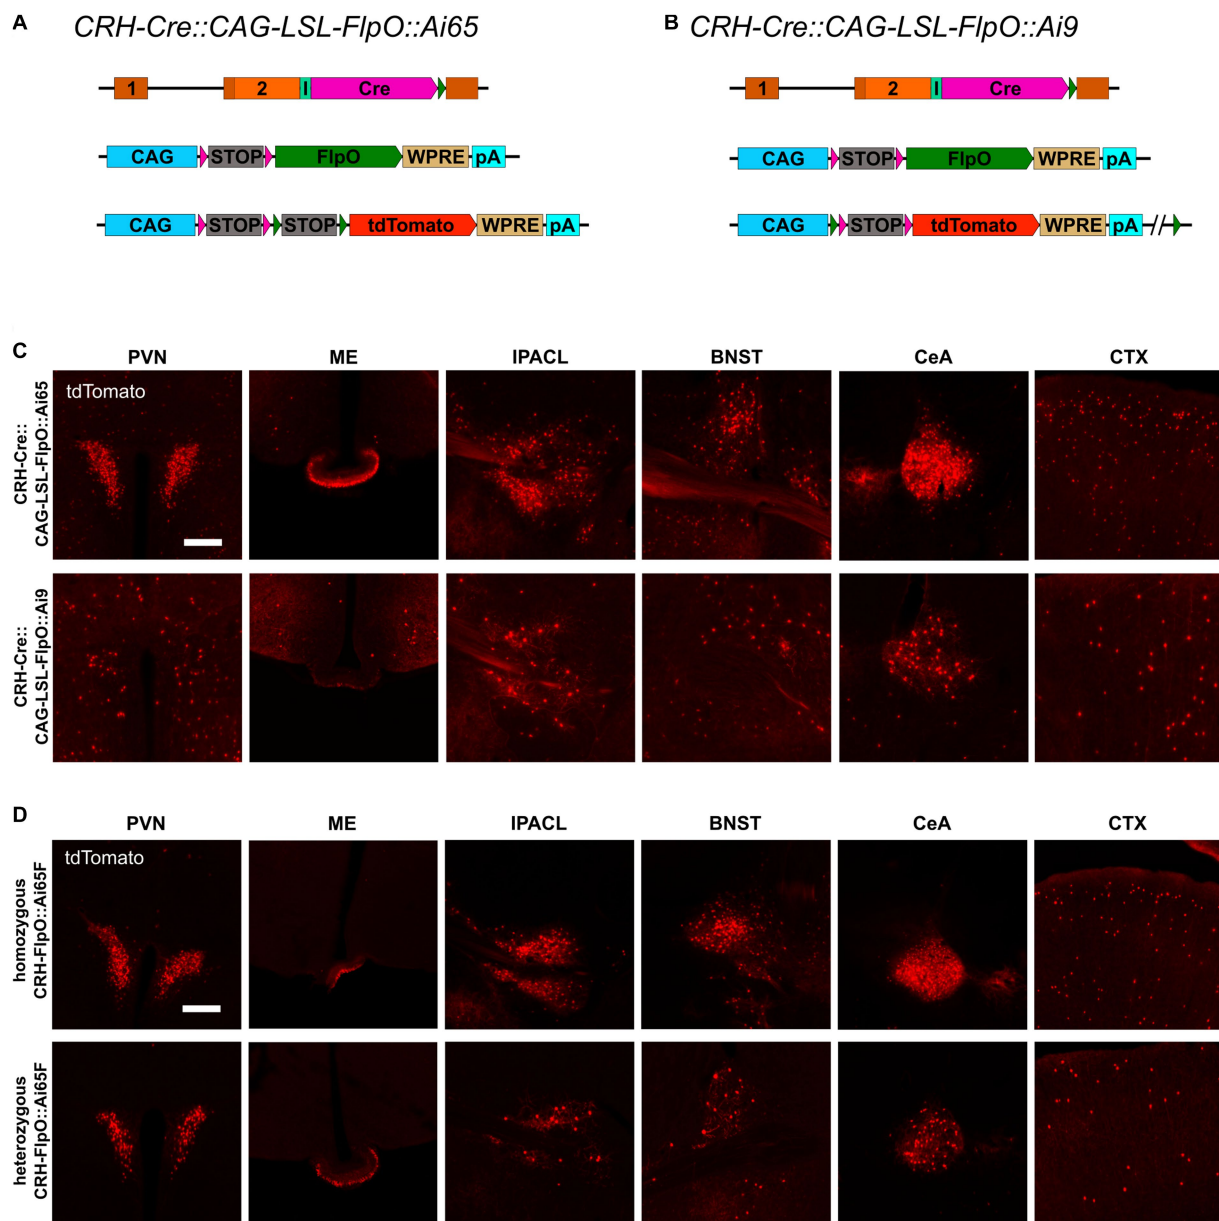 A CRH-Cre::CAG-LSL-FlpO::Ai65
1 2 I Cre
CAG STOP FlpO WPRE pA
CAG STOP STOP tdTomato WPRE pA
B CRH-Cre::CAG-LSL-FlpO::Ai9
1 2 I Cre
CAG STOP FlpO WPRE pA
CAG STOP tdTomato WPRE pA //
C
PVN ME IPACL BNST CeA CTX
CRH-Cre::
CAG-LSL-FlpO::Ai65
tdTomato
CRH-Cre::
CAG-LSL-FlpO::Ai9
D
PVN ME IPACL BNST CeA CTX
homozygous
CRH-FlpO::Ai65F
tdTomato
heterozygous
CRH-FlpO::Ai65F